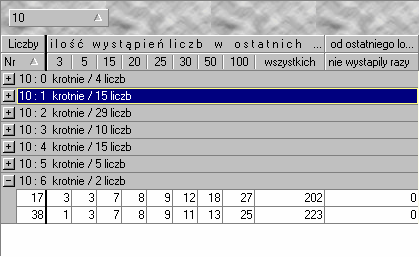 10
Liczby ilość wystąpień liczb w ostatnich ... od ostatniego lo...
Nr 3 5 15 20 25 30 50 100 wszystkich nie wystąpiły razy
10 : 0 krotnie / 4 liczb
10 : 1 krotnie / 15 liczb
10 : 2 krotnie / 29 liczb
10 : 3 krotnie / 10 liczb
10 : 4 krotnie / 15 liczb
10 : 5 krotnie / 5 liczb
10 : 6 krotnie / 2 liczb
17 3 3 7 8 9 12 18 27 202 0
38 1 3 7 8 9 11 13 25 223 0